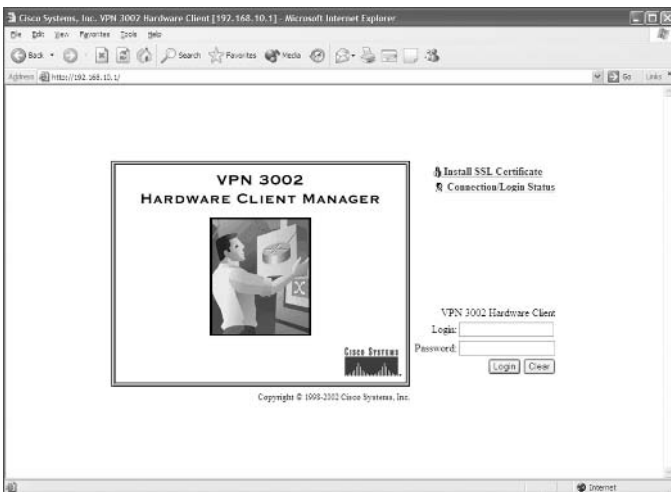 Cisco Systems, Inc. VPN 3002 Hardware Client [192.168.10.1] - Microsoft Internet Explorer
File Edit View Favorites Tools Help
Back Search Favorites Media
Address https://192.168.10.1/ Go Links
Install SSL Certificate
Connection/Login Status
VPN 3002
HARDWARE CLIENT MANAGER
VPN 3002 Hardware Client
Login:
Password:
Login Clear
CISCO SYSTEMS
Copyright © 1998-2002 Cisco Systems, Inc.
Internet